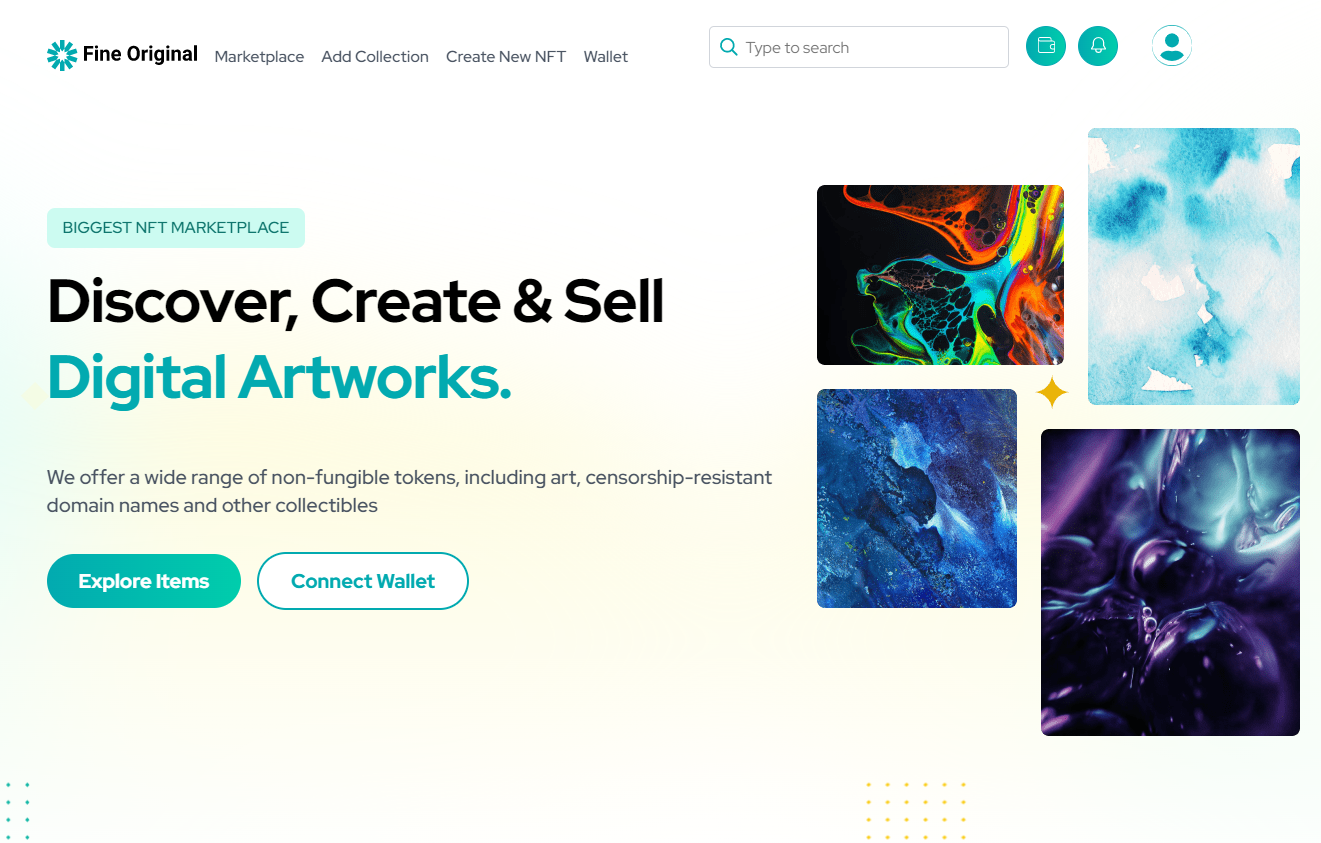 Fine Original
Marketplace
Add Collection
Create New NFT
Wallet
Type to search
BIGGEST NFT MARKETPLACE
Discover, Create & Sell
Digital Artworks.
We offer a wide range of non-fungible tokens, including art, censorship-resistant
domain names and other collectibles
Explore Items
Connect Wallet